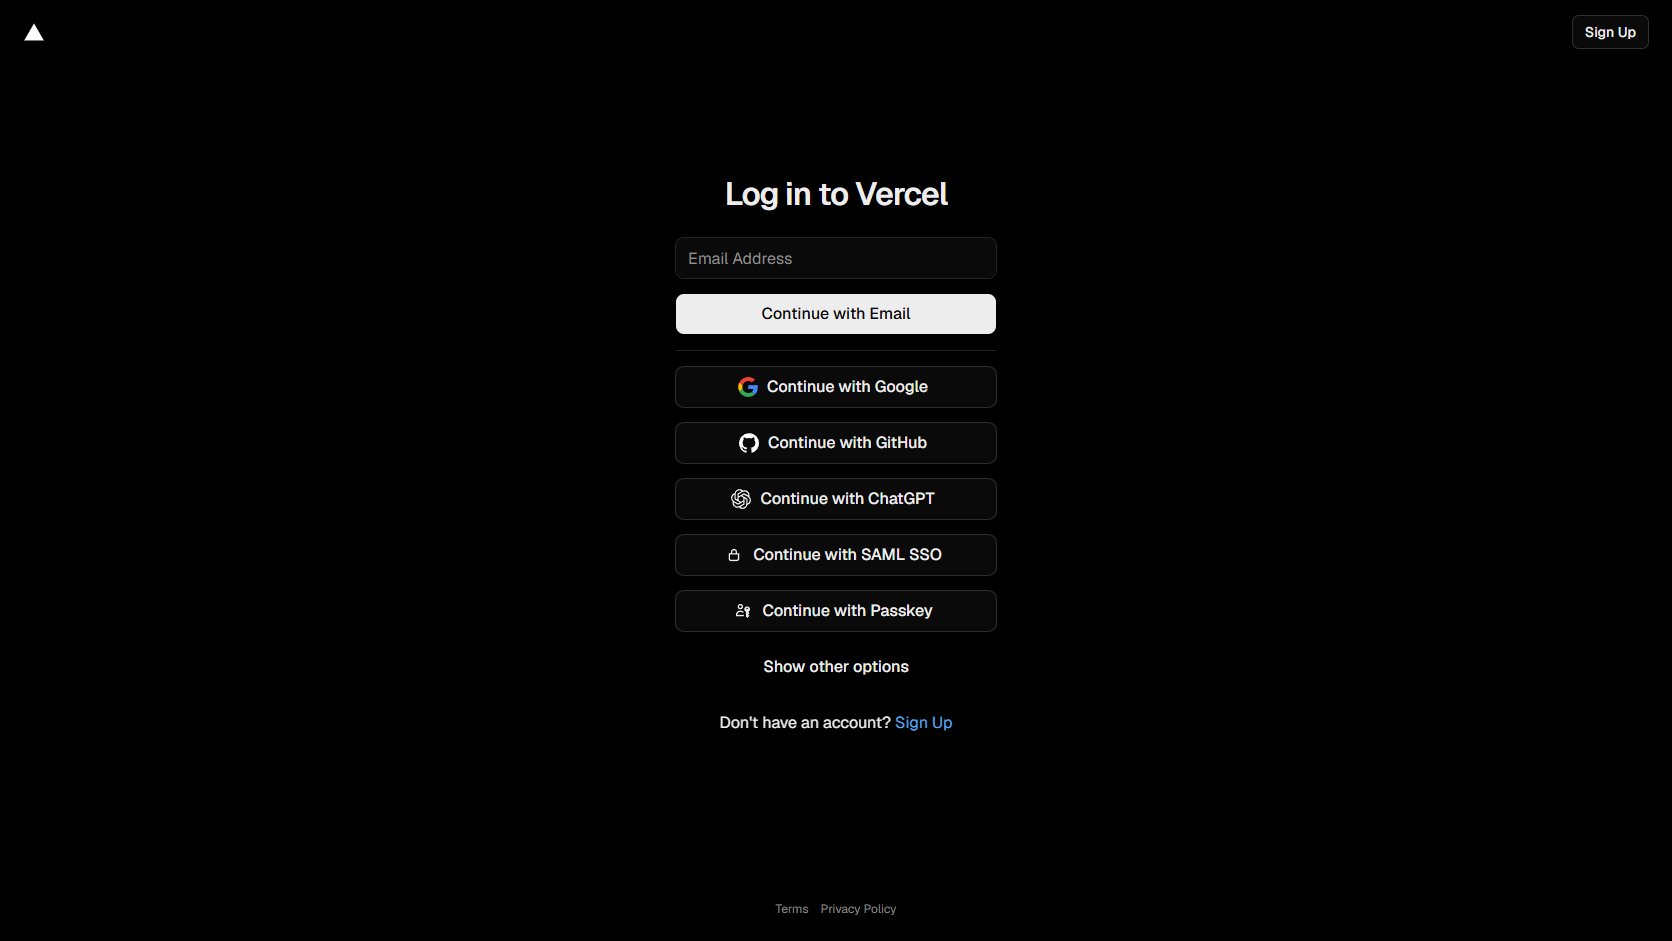 Sign Up
Log in to Vercel
Email Address
Continue with Email
Continue with Google
Continue with GitHub
Continue with ChatGPT
Continue with SAML SSO
Continue with Passkey
Show other options
Don't have an account? Sign Up
Terms Privacy Policy